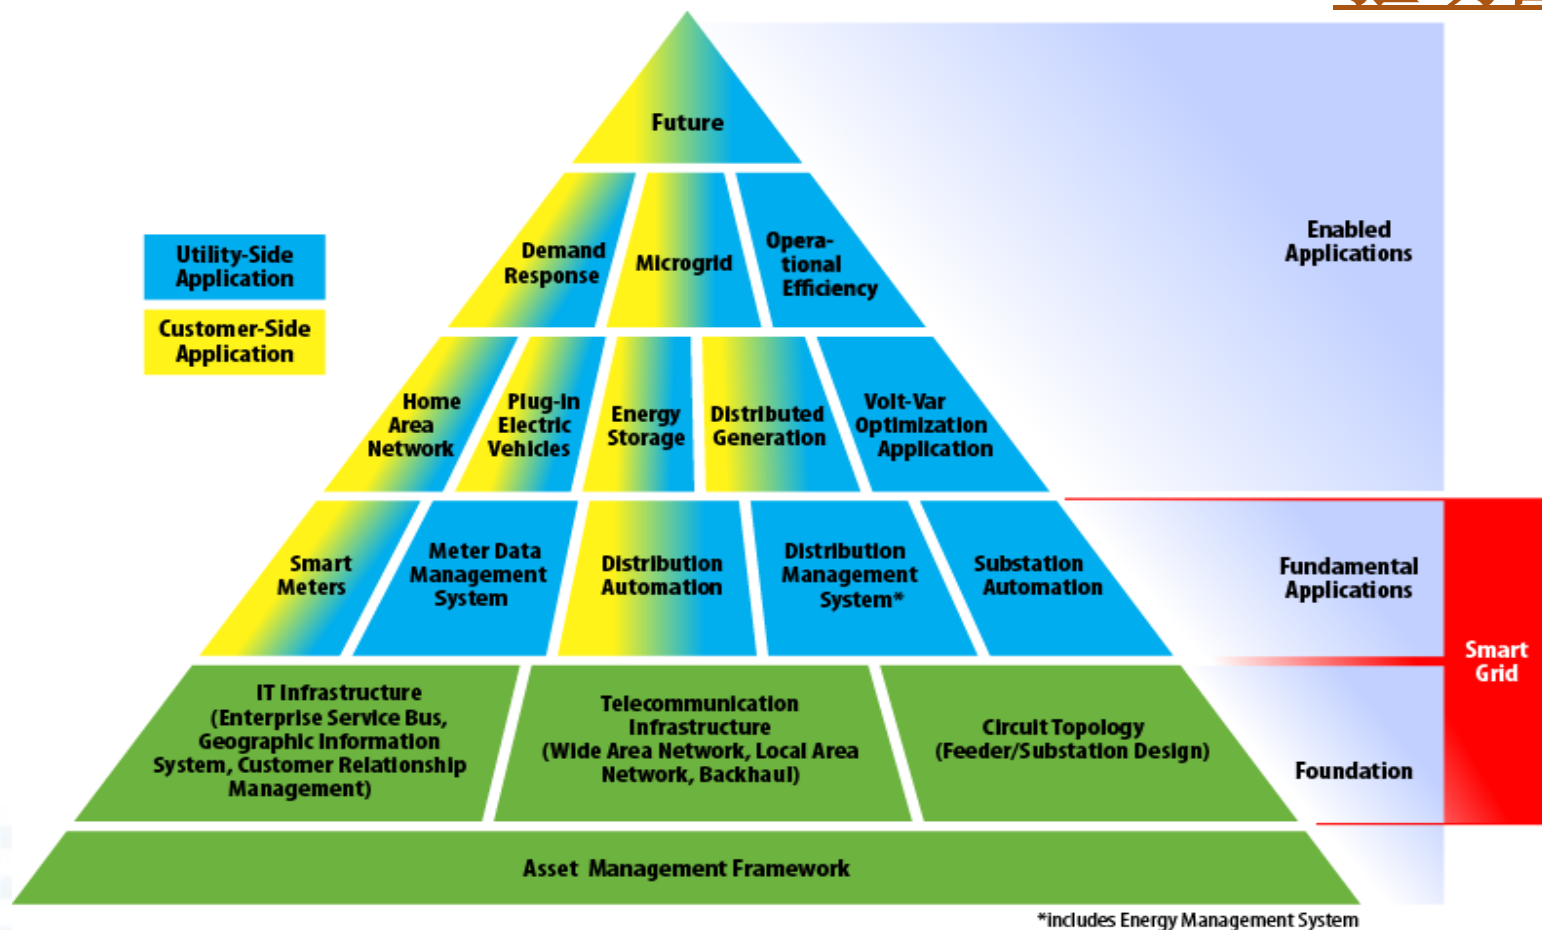 Future
Demand
Response
Microgrid
Opera-
tional
Efficiency
Enabled
Applications
Utility-Side
Application
Customer-Side
Application
Home
Area
Network
Plug-In
Electric
Vehicles
Energy
Storage
Distributed
Generation
Volt-Var
Optimization
Application
Smart
Meters
Meter Data
Management
System
Distribution
Automation
Distribution
Management
System*
Substation
Automation
Fundamental
Applications
Smart
Grid
IT Infrastructure
(Enterprise Service Bus,
Geographic Information
System, Customer Relationship
Management)
Telecommunication
Infrastructure
(Wide Area Network, Local Area
Network, Backhaul)
Circuit Topology
(Feeder/Substation Design)
Foundation
Asset Management Framework
*includes Energy Management System